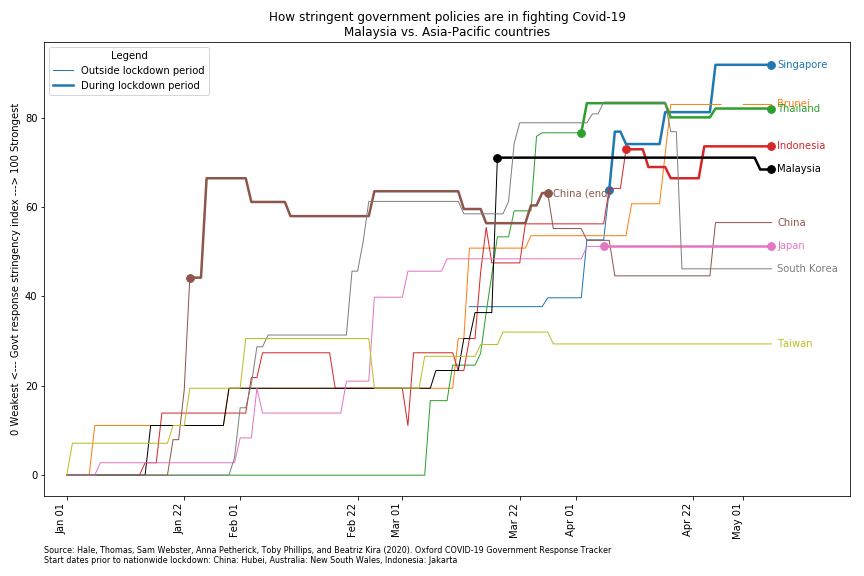 How stringent government policies are in fighting Covid-19
Malaysia vs. Asia-Pacific countries
Legend
Outside lockdown period
During lockdown period
0 Weakest <--- Govt response stringency index ---> 100 Strongest
80
60
40
20
0
Singapore
Brunei
Thailand
Indonesia
Malaysia
China (end)
China
Japan
South Korea
Taiwan
Jan 01
Jan 22
Feb 01
Feb 22
Mar 01
Mar 22
Apr 01
Apr 22
May 01
Source: Hale, Thomas, Sam Webster, Anna Petherick, Toby Phillips, and Beatriz Kira (2020). Oxford COVID-19 Government Response Tracker
Start dates prior to nationwide lockdown: China: Hubei, Australia: New South Wales, Indonesia: Jakarta